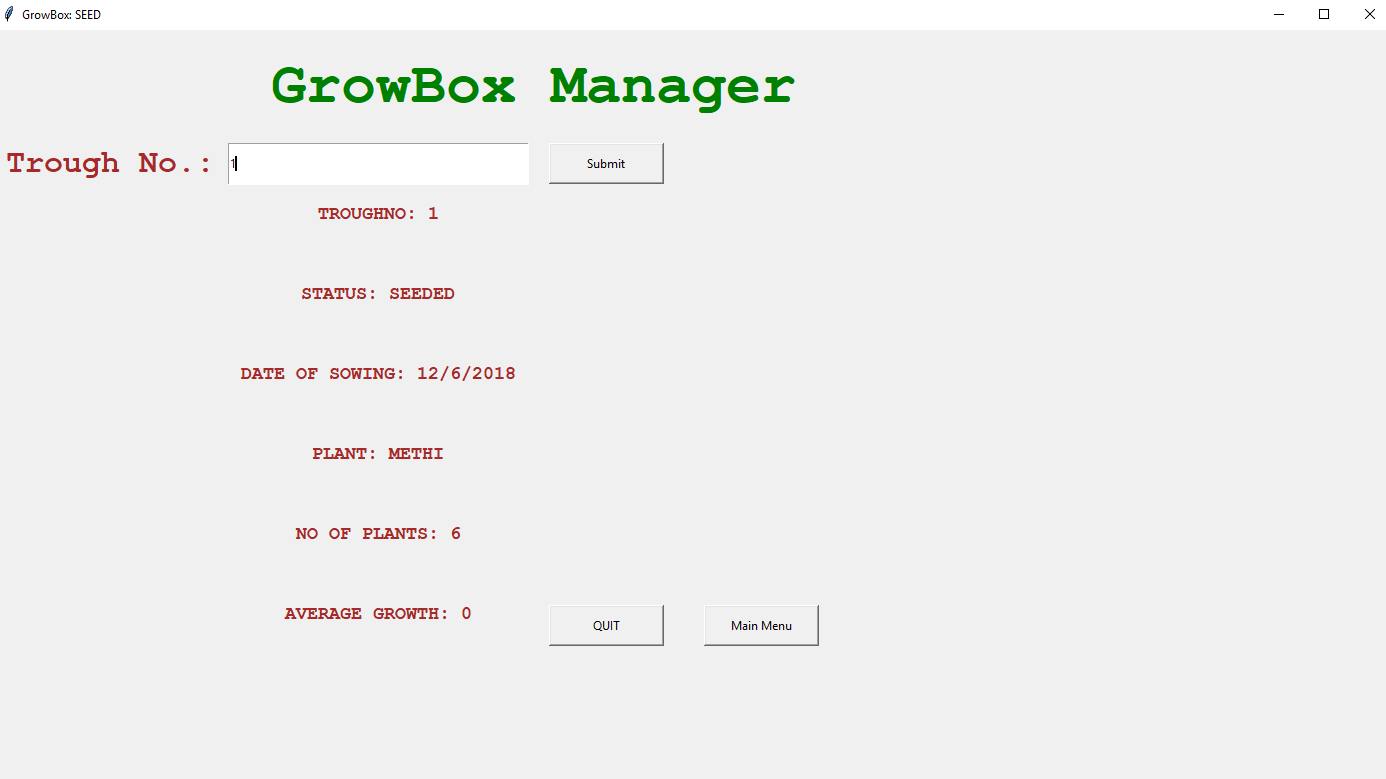 GrowBox: SEED
GrowBox Manager
Trough No.: 1 Submit
TROUGHNO: 1
STATUS: SEEDED
DATE OF SOWING: 12/6/2018
PLANT: METHI
NO OF PLANTS: 6
AVERAGE GROWTH: 0
QUIT Main Menu